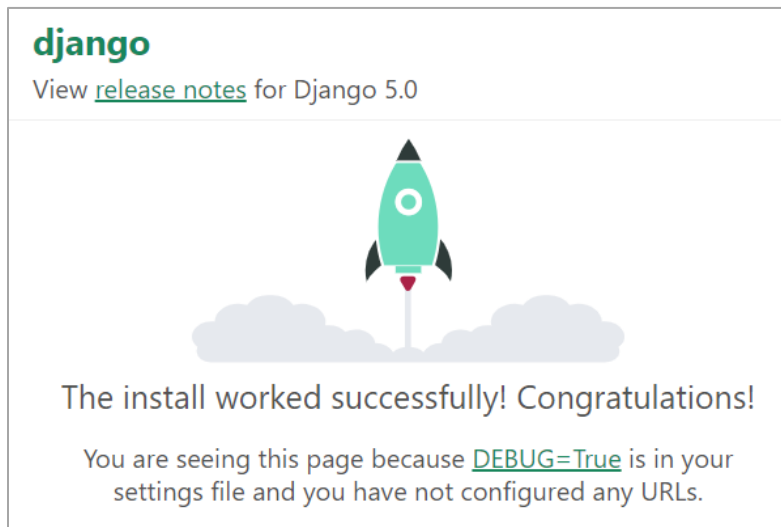 django
View release notes for Django 5.0
The install worked successfully! Congratulations!
You are seeing this page because DEBUG=True is in your
settings file and you have not configured any URLs.